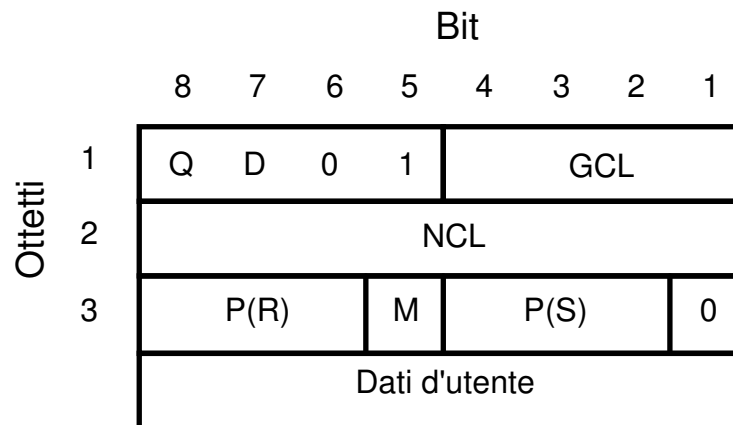 Bit
8 7 6 5 4 3 2 1
Ottetti
1 Q D 0 1 GCL
2 NCL
3 P(R) M P(S) 0
Dati d'utente